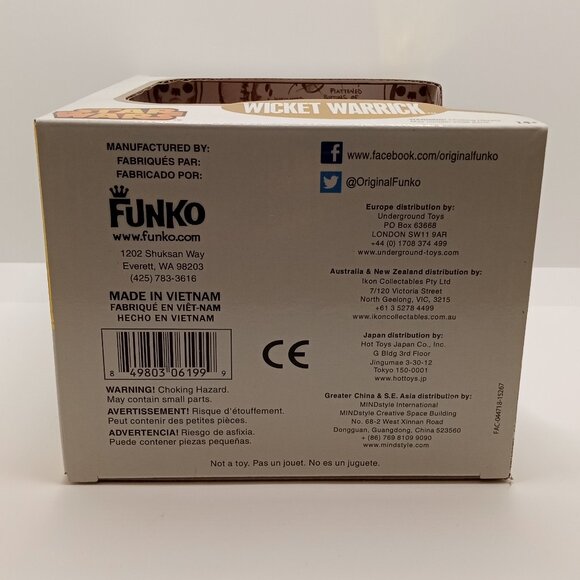 FLATTENED
STAR
WARS
WICKET WARRICK
MANUFACTURED BY:
FABRIQUÉS PAR:
FABRICADO POR:
FUNKO
www.funko.com
1202 Shuksan Way
Everett, WA 98203
(425) 783-3616
MADE IN VIETNAM
FABRIQUÉ EN VIÊT-NAM
HECHO EN VIETNAM
8 49803 06199 9
CE
WARNING! Choking Hazard.
May contain small parts.
AVERTISSEMENT! Risque d'étouffement.
Peut contenir des petites pièces.
ADVERTENCIA! Riesgo de asfixia.
Puede contener piezas pequeñas.
www.facebook.com/originalfunko
@OriginalFunko
Europe distribution by:
Underground Toys
PO Box 63668
LONDON SW11 9AR
+44 (0) 1708 374 499
www.underground-toys.com
Australia & New Zealand distribution by:
Ikon Collectables Pty Ltd
7/120 Victoria Street
North Geelong, VIC, 3215
+61 3 5278 4499
www.ikoncollectables.com.au
Japan distribution by:
Hot Toys Japan Co., Inc.
G Bldg 3rd Floor
Jingumae 3-30-12
Tokyo 150-0001
www.hottoys.jp
Greater China & S.E. Asia distribution by:
MINDstyle International
MINDstyle Creative Space Building
No. 68-2 West Xinnan Road
Dongguan, Guangdong, China 523560
+ (86) 769 8109 9090
www.mindstyle.com
FAC-044718-15267
Not a toy. Pas un jouet. No es un juguete.